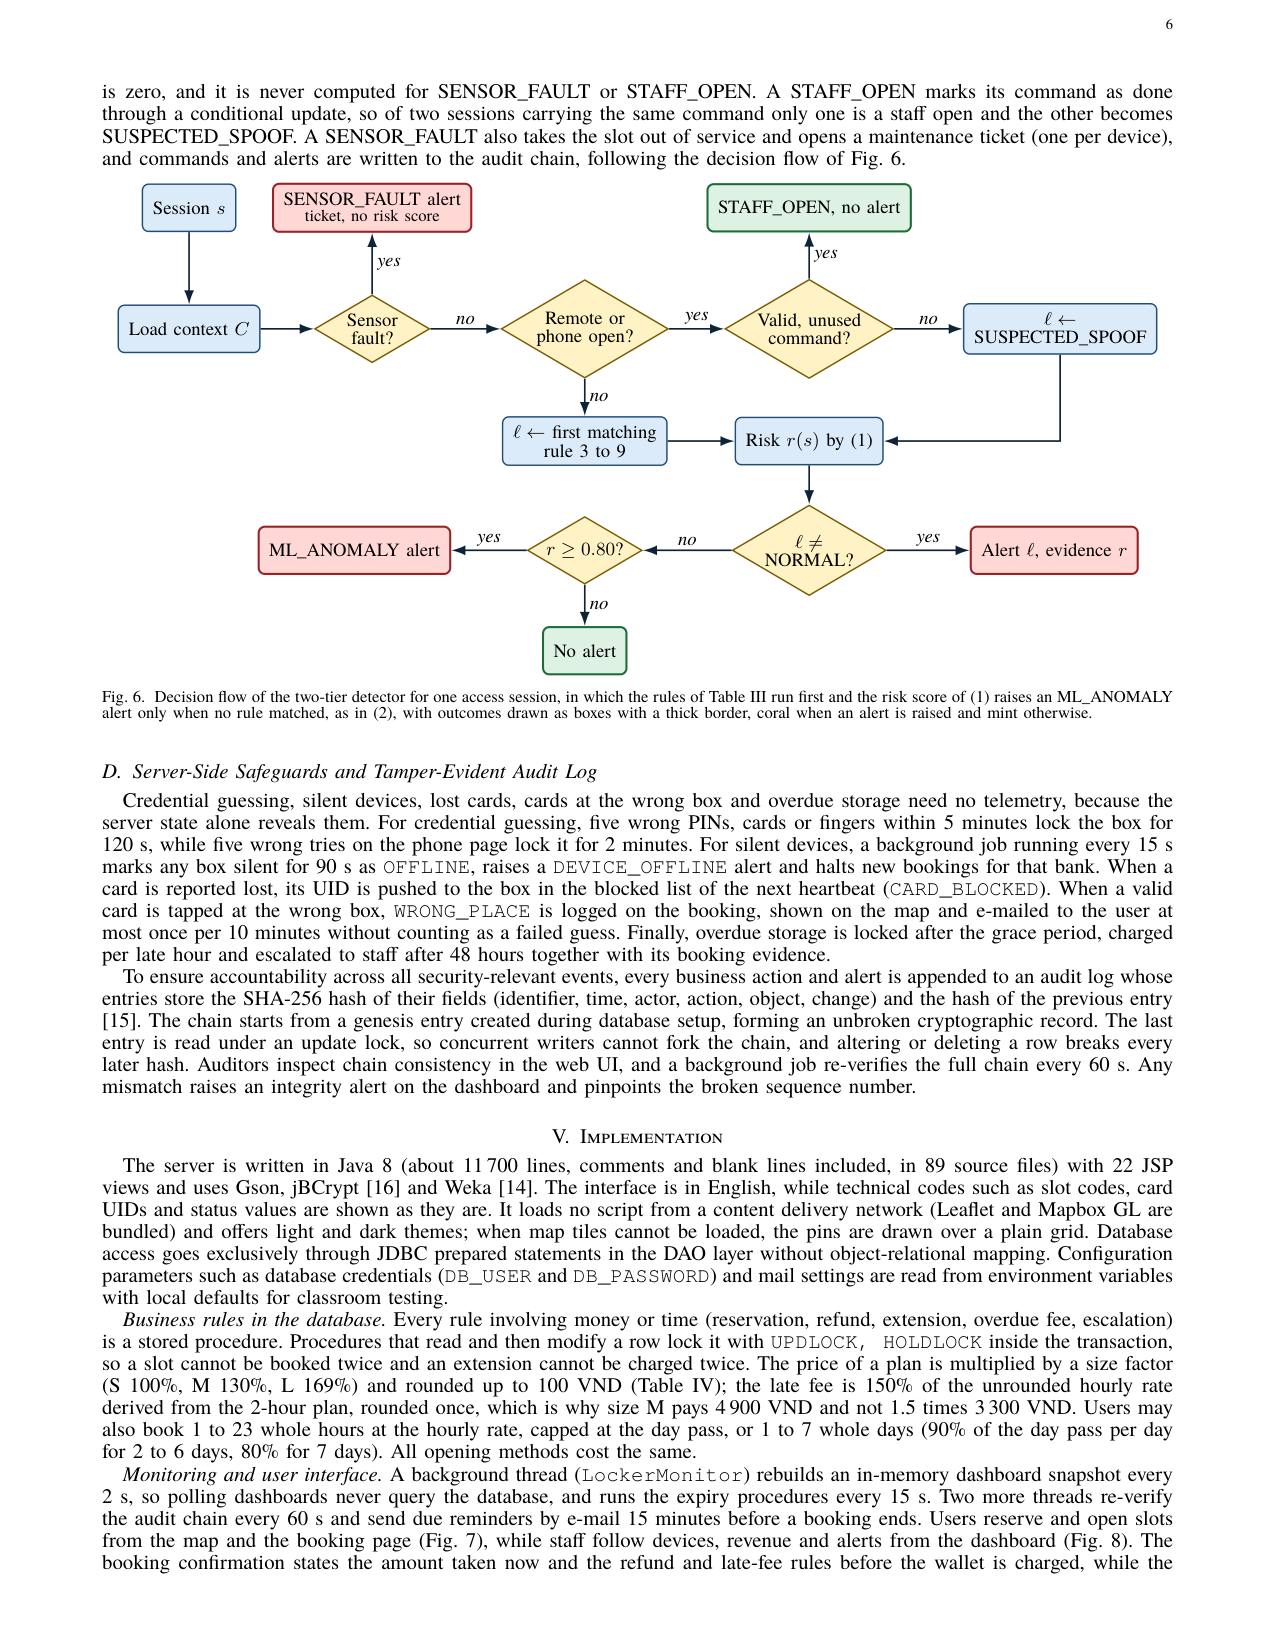 6
is zero, and it is never computed for SENSOR_FAULT or STAFF_OPEN. A STAFF_OPEN marks its command as done
through a conditional update, so of two sessions carrying the same command only one is a staff open and the other becomes
SUSPECTED_SPOOF. A SENSOR_FAULT also takes the slot out of service and opens a maintenance ticket (one per device),
and commands and alerts are written to the audit chain, following the decision flow of Fig. 6.
Session s
SENSOR_FAULT alert
ticket, no risk score
STAFF_OPEN, no alert
yes
yes
Load context C
Sensor
fault?
no
Remote or
phone open?
yes
Valid, unused
command?
no
ℓ ←
SUSPECTED_SPOOF
no
ℓ ← first matching
rule 3 to 9
Risk r(s) by (1)
ML_ANOMALY alert
yes
r ≥ 0.80?
no
ℓ ≠
NORMAL?
yes
Alert ℓ, evidence r
no
No alert
Fig. 6. Decision flow of the two-tier detector for one access session, in which the rules of Table III run first and the risk score of (1) raises an ML_ANOMALY
alert only when no rule matched, as in (2), with outcomes drawn as boxes with a thick border, coral when an alert is raised and mint otherwise.
D. Server-Side Safeguards and Tamper-Evident Audit Log
Credential guessing, silent devices, lost cards, cards at the wrong box and overdue storage need no telemetry, because the
server state alone reveals them. For credential guessing, five wrong PINs, cards or fingers within 5 minutes lock the box for
120 s, while five wrong tries on the phone page lock it for 2 minutes. For silent devices, a background job running every 15 s
marks any box silent for 90 s as OFFLINE, raises a DEVICE_OFFLINE alert and halts new bookings for that bank. When a
card is reported lost, its UID is pushed to the box in the blocked list of the next heartbeat (CARD_BLOCKED). When a valid
card is tapped at the wrong box, WRONG_PLACE is logged on the booking, shown on the map and e-mailed to the user at
most once per 10 minutes without counting as a failed guess. Finally, overdue storage is locked after the grace period, charged
per late hour and escalated to staff after 48 hours together with its booking evidence.
To ensure accountability across all security-relevant events, every business action and alert is appended to an audit log whose
entries store the SHA-256 hash of their fields (identifier, time, actor, action, object, change) and the hash of the previous entry
[15]. The chain starts from a genesis entry created during database setup, forming an unbroken cryptographic record. The last
entry is read under an update lock, so concurrent writers cannot fork the chain, and altering or deleting a row breaks every
later hash. Auditors inspect chain consistency in the web UI, and a background job re-verifies the full chain every 60 s. Any
mismatch raises an integrity alert on the dashboard and pinpoints the broken sequence number.
V. Implementation
The server is written in Java 8 (about 11 700 lines, comments and blank lines included, in 89 source files) with 22 JSP
views and uses Gson, jBCrypt [16] and Weka [14]. The interface is in English, while technical codes such as slot codes, card
UIDs and status values are shown as they are. It loads no script from a content delivery network (Leaflet and Mapbox GL are
bundled) and offers light and dark themes; when map tiles cannot be loaded, the pins are drawn over a plain grid. Database
access goes exclusively through JDBC prepared statements in the DAO layer without object-relational mapping. Configuration
parameters such as database credentials (DB_USER and DB_PASSWORD) and mail settings are read from environment variables
with local defaults for classroom testing.
Business rules in the database. Every rule involving money or time (reservation, refund, extension, overdue fee, escalation)
is a stored procedure. Procedures that read and then modify a row lock it with UPDLOCK, HOLDLOCK inside the transaction,
so a slot cannot be booked twice and an extension cannot be charged twice. The price of a plan is multiplied by a size factor
(S 100%, M 130%, L 169%) and rounded up to 100 VND (Table IV); the late fee is 150% of the unrounded hourly rate
derived from the 2-hour plan, rounded once, which is why size M pays 4 900 VND and not 1.5 times 3 300 VND. Users may
also book 1 to 23 whole hours at the hourly rate, capped at the day pass, or 1 to 7 whole days (90% of the day pass per day
for 2 to 6 days, 80% for 7 days). All opening methods cost the same.
Monitoring and user interface. A background thread (LockerMonitor) rebuilds an in-memory dashboard snapshot every
2 s, so polling dashboards never query the database, and runs the expiry procedures every 15 s. Two more threads re-verify
the audit chain every 60 s and send due reminders by e-mail 15 minutes before a booking ends. Users reserve and open slots
from the map and the booking page (Fig. 7), while staff follow devices, revenue and alerts from the dashboard (Fig. 8). The
booking confirmation states the amount taken now and the refund and late-fee rules before the wallet is charged, while the